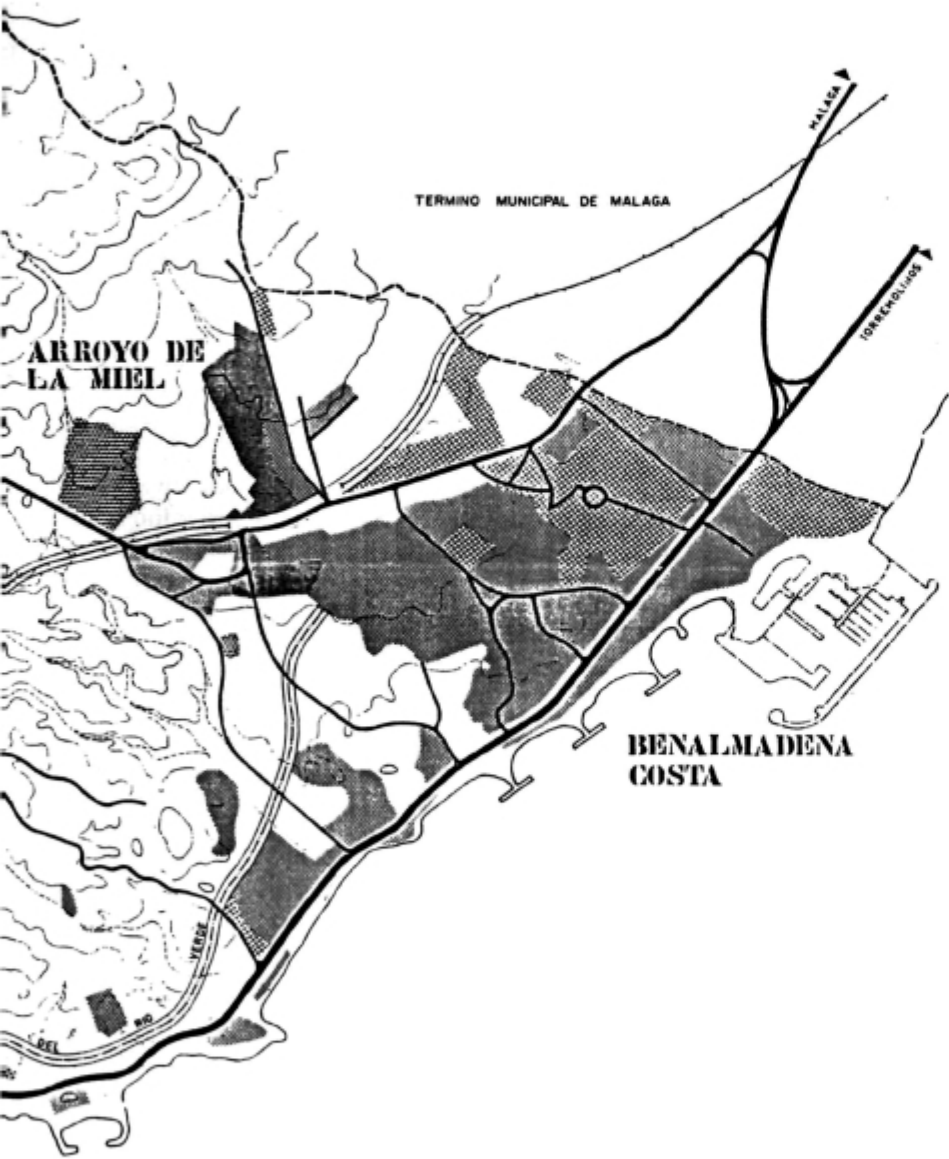 MALAGA
TERMINO MUNICIPAL DE MALAGA
TORREMOLINOS
ARROYO DE
LA MIEL
BENALMADENA
COSTA
VERDE
RIO
DEL